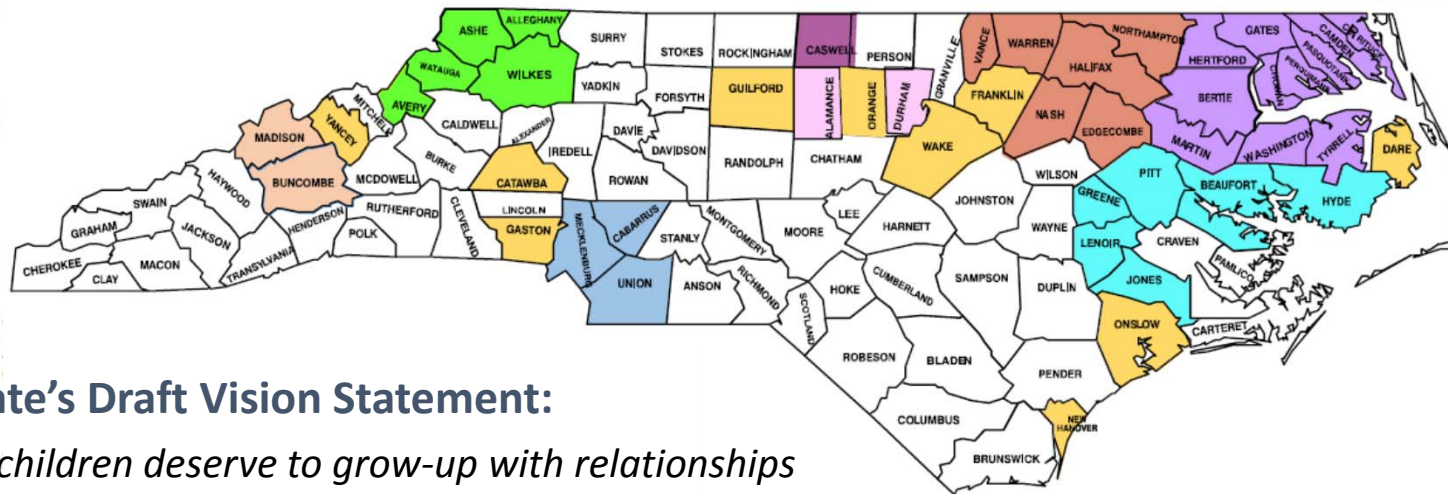 ASHE
ALLEGHANY
SURRY
STOKES
ROCKINGHAM
CASWELL
PERSON
GRANVILLE
VANCE
WARREN
NORTHAMPTON
GATES
CAMDEN
PASQUOTANK
PERQUIMANS
CHOWAN
HERTFORD
HALIFAX
BERTIE
WATAUGA
WILKES
YADKIN
FORSYTH
GUILFORD
ALAMANCE
ORANGE
DURHAM
FRANKLIN
NASH
EDGECOMBE
MARTIN
WASHINGTON
TYRRELL
DARE
AVERY
MITCHELL
YANCEY
MADISON
CALDWELL
ALEXANDER
IREDELL
DAVIE
DAVIDSON
RANDOLPH
CHATHAM
WAKE
WILSON
PITT
BEAUFORT
HYDE
BUNCOMBE
MCDOWELL
BURKE
CATAWBA
ROWAN
HAYWOOD
SWAIN
GRAHAM
CHEROKEE
CLAY
MACON
JACKSON
TRANSYLVANIA
HENDERSON
POLK
RUTHERFORD
CLEVELAND
LINCOLN
GASTON
MECKLENBURG
CABARRUS
UNION
STANLY
MONTGOMERY
ANSON
RICHMOND
MOORE
LEE
HARNETT
JOHNSTON
WAYNE
GREENE
LENOIR
CRAVEN
PAMLICO
JONES
SCOTLAND
HOKE
CUMBERLAND
SAMPSON
DUPLIN
ONSLOW
CARTERET
ROBESON
BLADEN
PENDER
COLUMBUS
NEW
HANOVER
BRUNSWICK
ate's Draft Vision Statement:
children deserve to grow-up with relationships